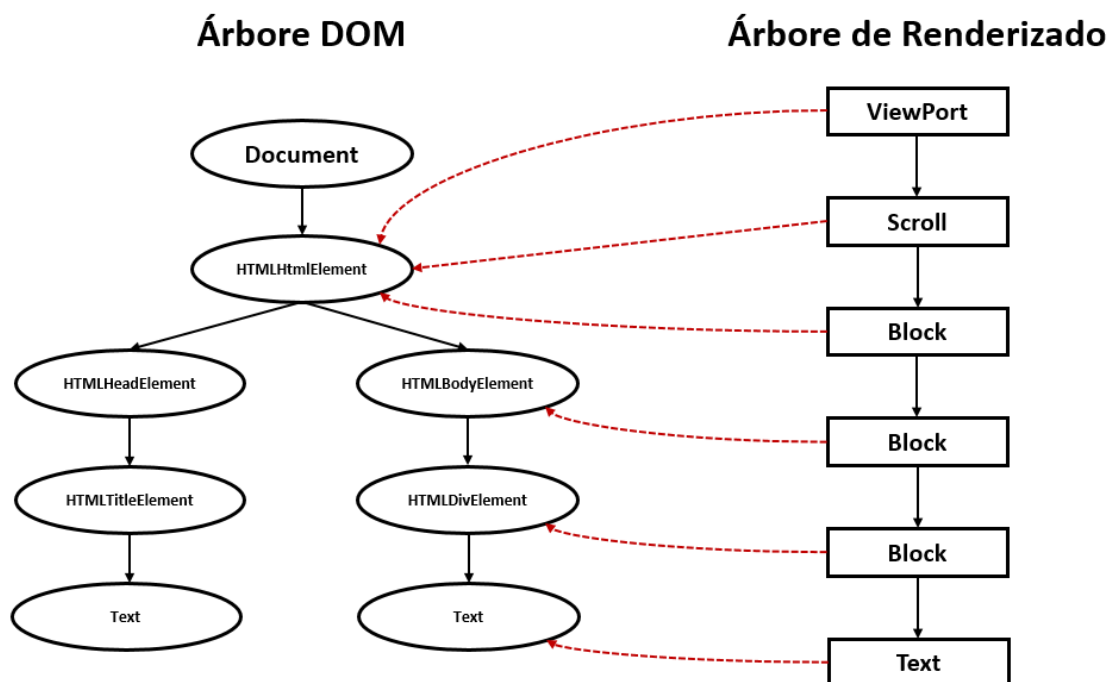 Árbore DOM
Árbore de Renderizado
Document
HTMLHtmlElement
HTMLHeadElement
HTMLBodyElement
HTMLTitleElement
HTMLDivElement
Text
Text
ViewPort
Scroll
Block
Block
Block
Text